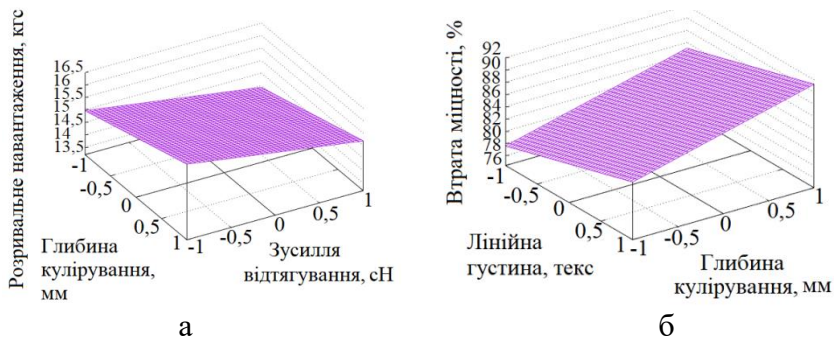 Розривальне навантаження, кгс
16,5
16
15,5
15
14,5
14
13,5
-1
-0,5
0
0,5
1
-1
-0,5
0
0,5
1
Глибина
кулірування,
мм
Зусилля
відтягування, сН
а
Втрата міцності, %
92
90
88
86
84
82
80
78
76
-1
-0,5
0
0,5
1
-1
-0,5
0
0,5
1
Лінійна
густина, текс
Глибина
кулірування, мм
б